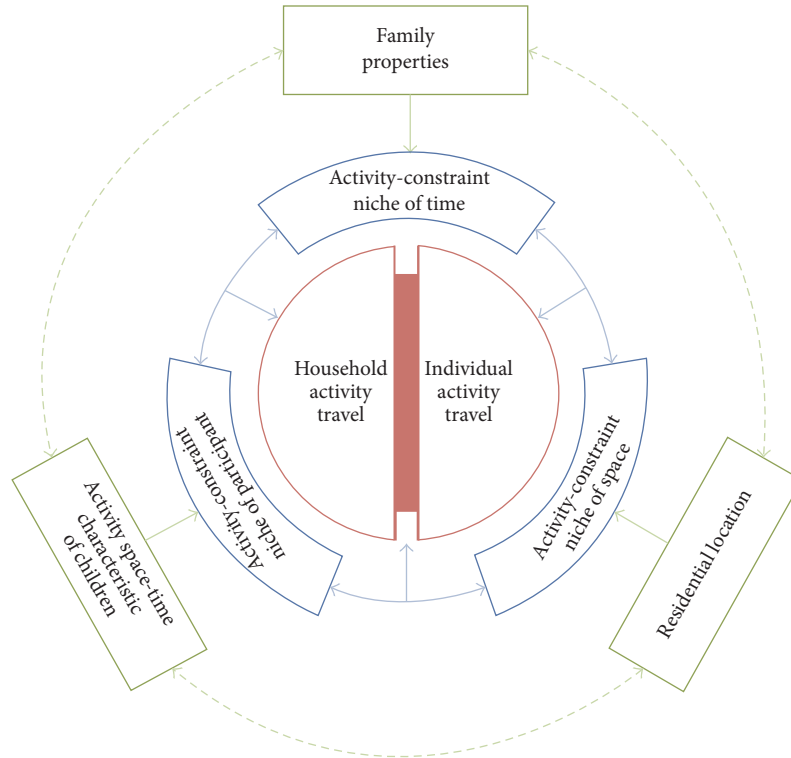 Family
properties
Activity-constraint
niche of time
Household
activity
travel
Individual
activity
travel
Activity-constraint
niche of participant
Activity-constraint
niche of space
Activity space-time
characteristic
of children
Residential location